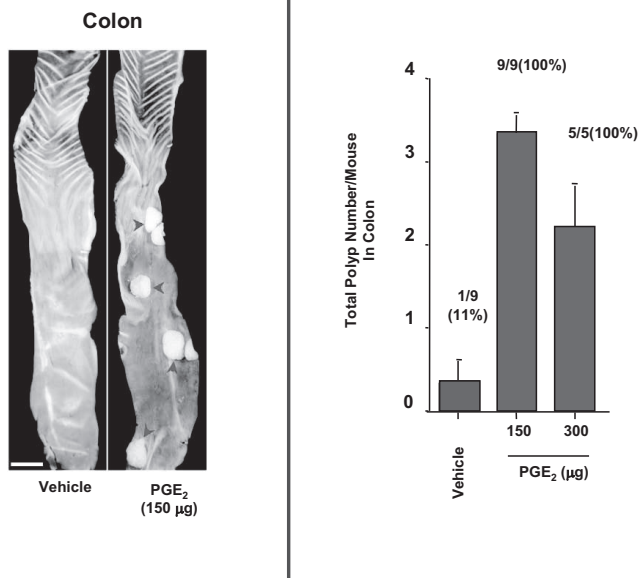 Colon
Vehicle
PGE₂
(150 μg)
Total Polyp Number/Mouse
In Colon
4
3
2
1
0
1/9
(11%)
9/9(100%)
5/5(100%)
Vehicle
150
300
PGE₂ (μg)